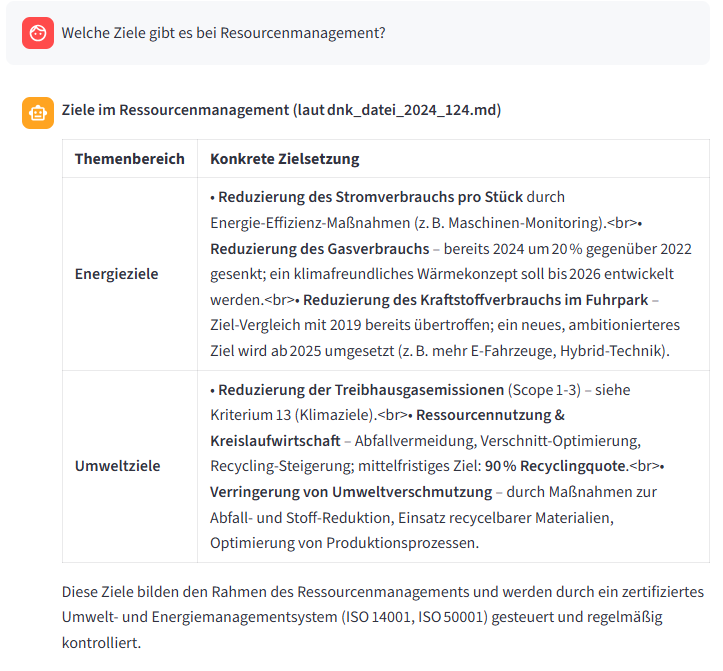 Welche Ziele gibt es bei Resourcenmanagement?
Ziele im Ressourcenmanagement (laut dnk_datei_2024_124.md)
Themenbereich Konkrete Zielsetzung
• Reduzierung des Stromverbrauchs pro Stück durch
Energie-Effizienz-Maßnahmen (z. B. Maschinen-Monitoring).<br>•
Reduzierung des Gasverbrauchs – bereits 2024 um 20 % gegenüber 2022
Energieziele gesenkt; ein klimafreundliches Wärmekonzept soll bis 2026 entwickelt
werden.<br>• Reduzierung des Kraftstoffverbrauchs im Fuhrpark –
Ziel-Vergleich mit 2019 bereits übertroffen; ein neues, ambitionierteres
Ziel wird ab 2025 umgesetzt (z. B. mehr E-Fahrzeuge, Hybrid-Technik).
• Reduzierung der Treibhausgasemissionen (Scope 1-3) – siehe
Kriterium 13 (Klimaziele).<br>• Ressourcennutzung &
Kreislaufwirtschaft – Abfallvermeidung, Verschnitt-Optimierung,
Umweltziele Recycling-Steigerung; mittelfristiges Ziel: 90 % Recyclingquote.<br>•
Verringerung von Umweltverschmutzung – durch Maßnahmen zur
Abfall- und Stoff-Reduktion, Einsatz recycelbarer Materialien,
Optimierung von Produktionsprozessen.
Diese Ziele bilden den Rahmen des Ressourcenmanagements und werden durch ein zertifiziertes
Umwelt- und Energiemanagementsystem (ISO 14001, ISO 50001) gesteuert und regelmäßig
kontrolliert.